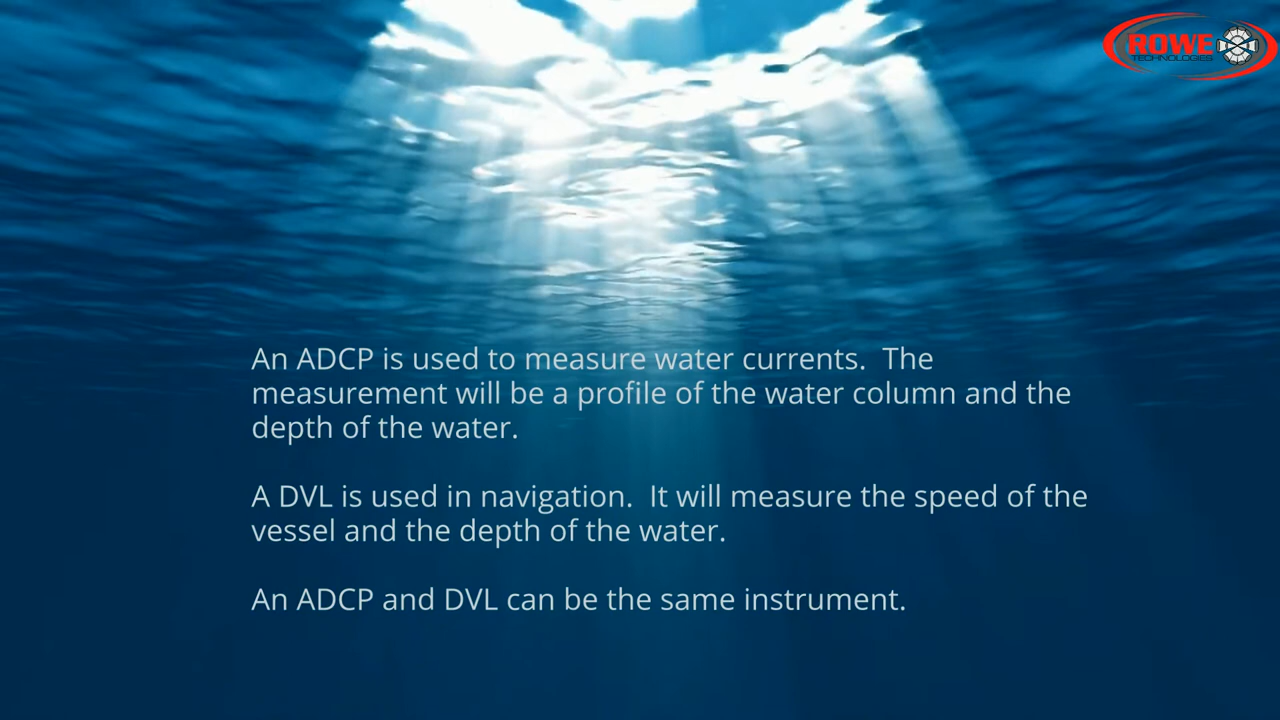 ROWE
TECHNOLOGIES
An ADCP is used to measure water currents.  The
measurement will be a profile of the water column and the
depth of the water.
A DVL is used in navigation.  It will measure the speed of the
vessel and the depth of the water.
An ADCP and DVL can be the same instrument.